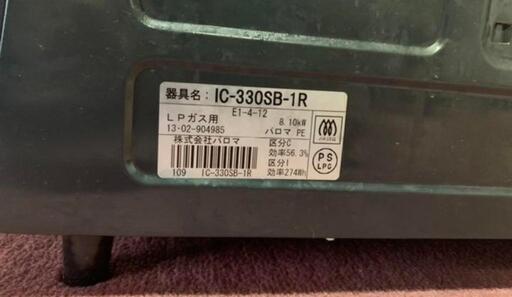 器具名: IC-330SB-1R
E1-4-12
LPガス用 8.10kW
13-02-904985 パロマ PE
株式会社パロマ 区分C
効率56.3%
区分I
109 IC-330SB-1R 効率274Wh
PS
LPG